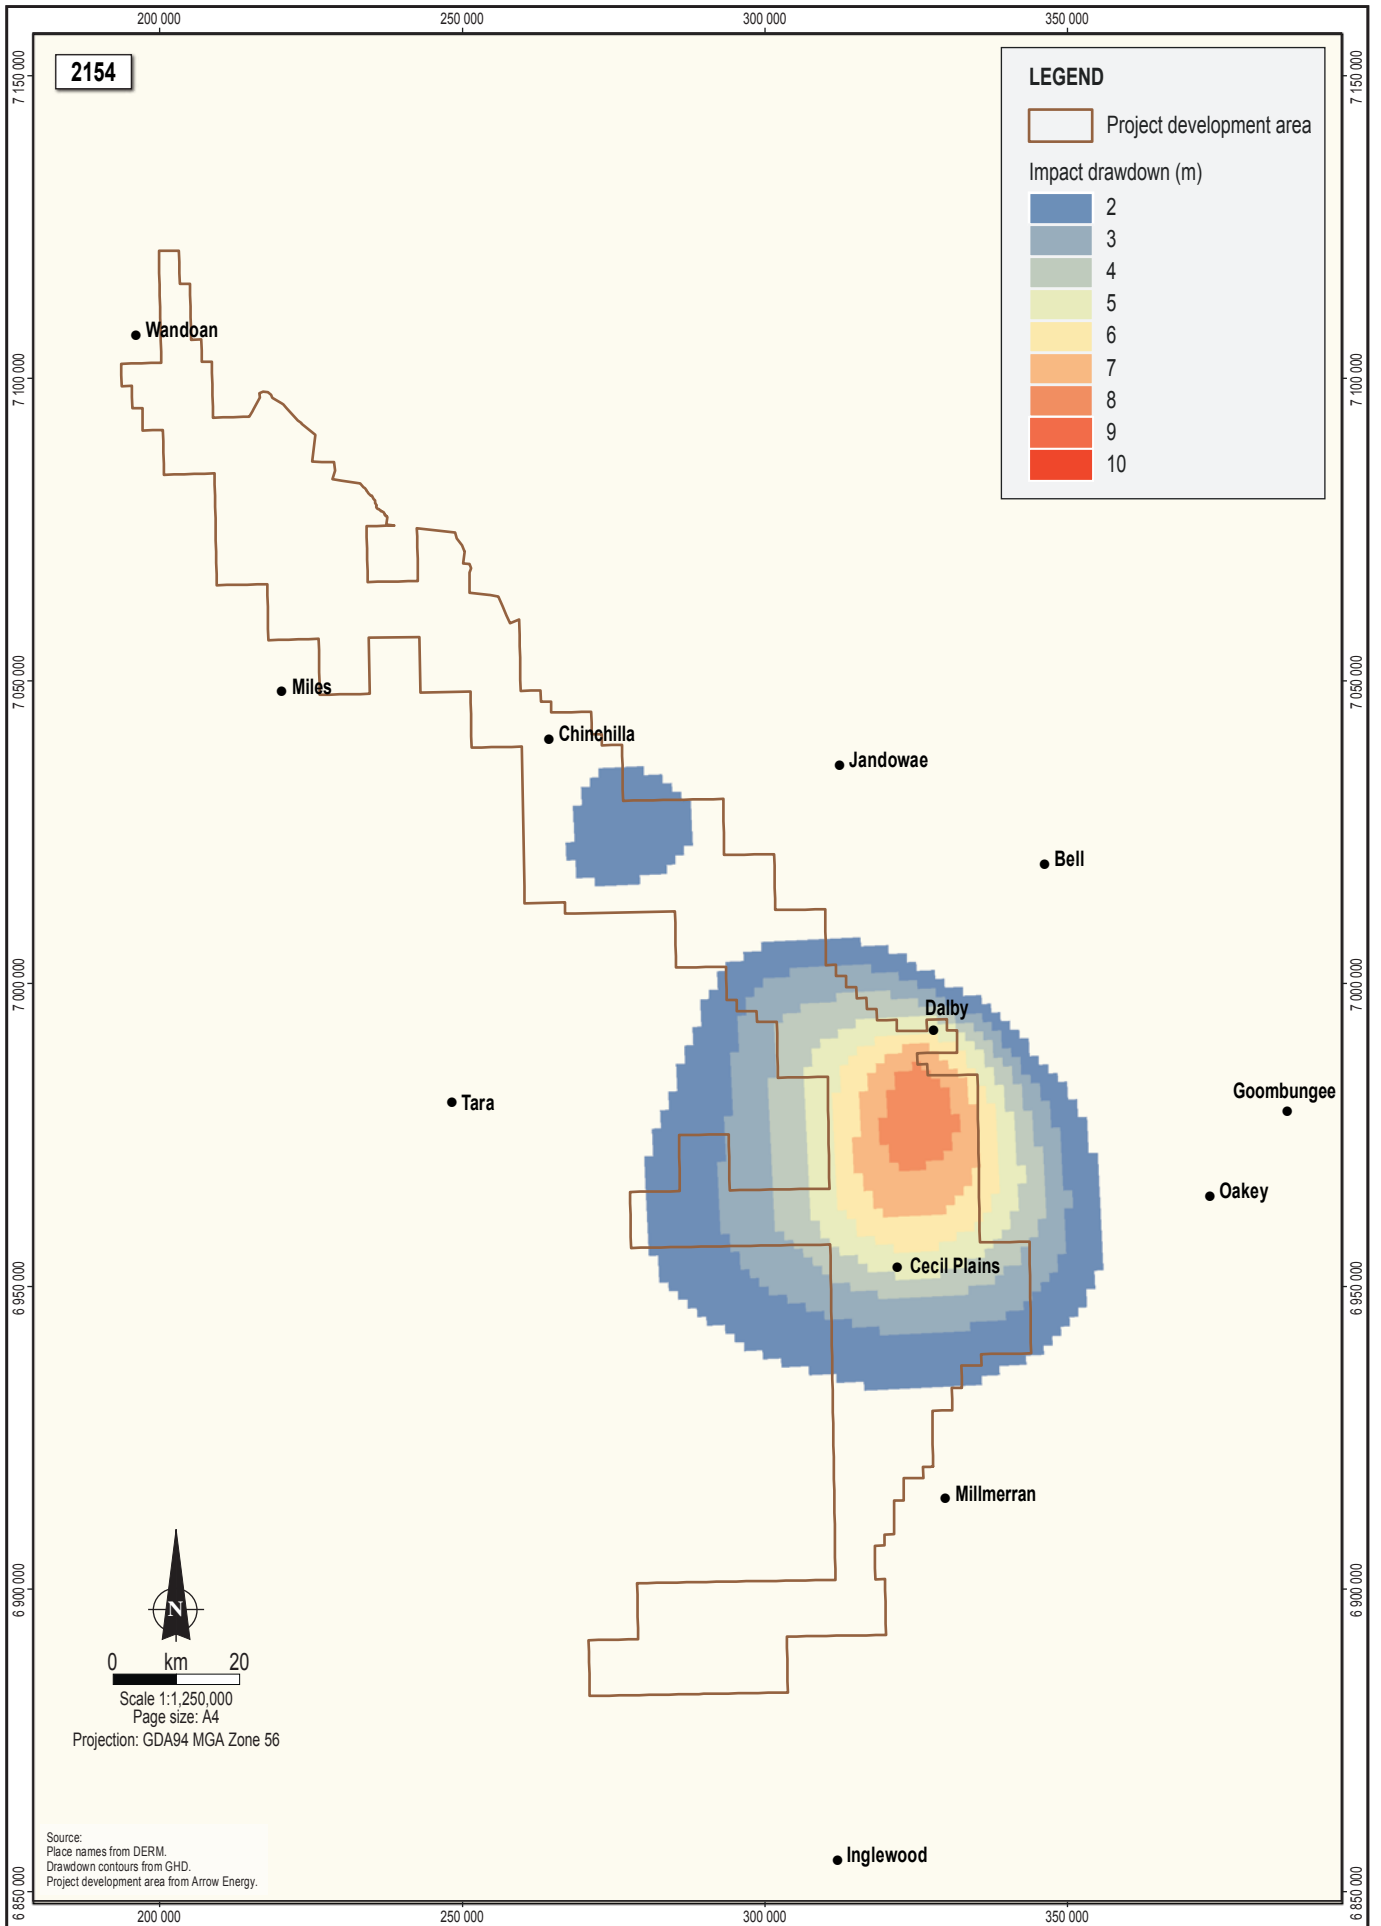 200 000
250 000
300 000
350 000
2154
LEGEND
Project development area
Impact drawdown (m)
2
3
4
5
6
7
8
9
10
7 150 000
7 150 000
7 100 000
7 100 000
7 050 000
7 050 000
7 000 000
7 000 000
6 950 000
6 950 000
6 900 000
6 900 000
6 850 000
6 850 000
Wandoan
Miles
Chinchilla
Jandowae
Bell
Dalby
Tara
Goombungee
Oakey
Cecil Plains
Millmerran
Inglewood
N
0 km 20
Scale 1:1,250,000
Page size: A4
Projection: GDA94 MGA Zone 56
Source:
Place names from DERM.
Drawdown contours from GHD.
Project development area from Arrow Energy.
200 000
250 000
300 000
350 000